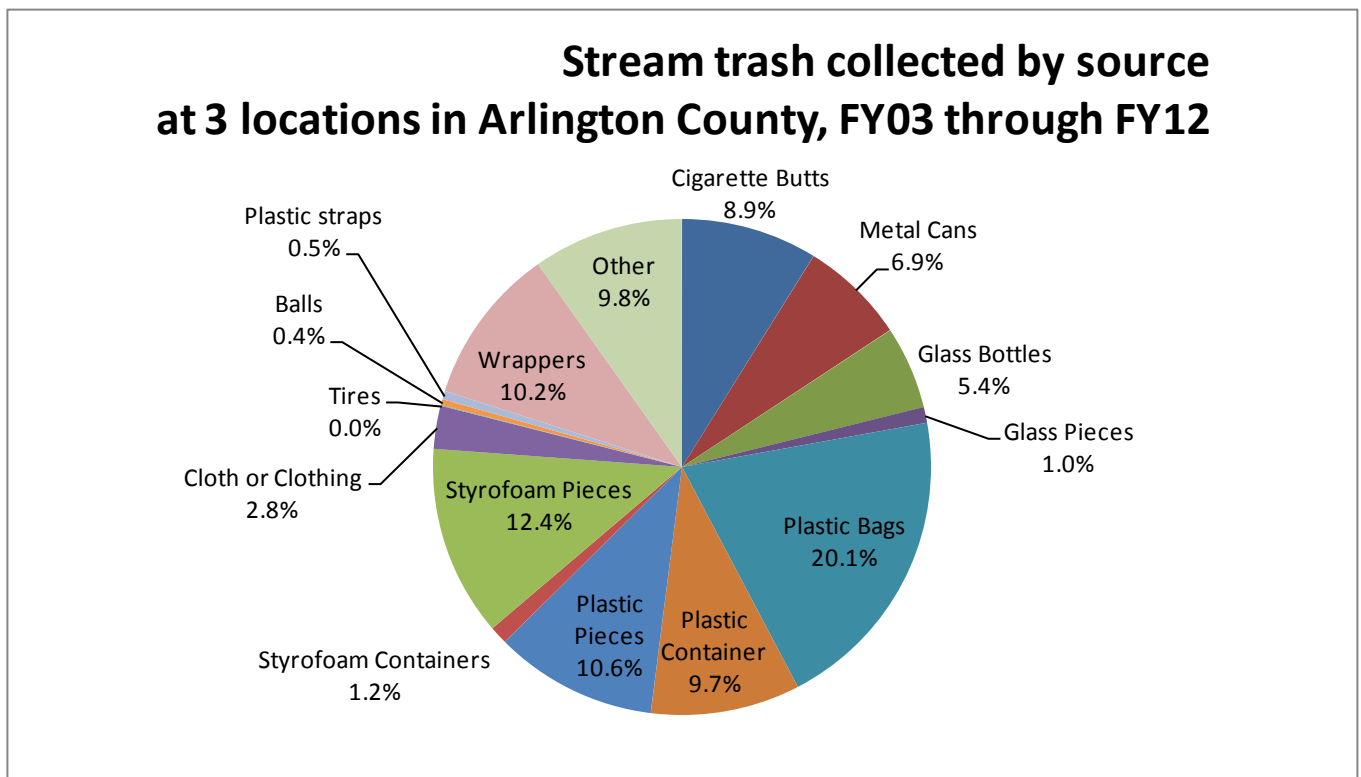 Stream trash collected by source
at 3 locations in Arlington County, FY03 through FY12
Cigarette Butts
8.9%
Metal Cans
6.9%
Glass Bottles
5.4%
Glass Pieces
1.0%
Plastic Bags
20.1%
Plastic
Container
9.7%
Plastic
Pieces
10.6%
Styrofoam Containers
1.2%
Styrofoam Pieces
12.4%
Cloth or Clothing
2.8%
Tires
0.0%
Balls
0.4%
Plastic straps
0.5%
Wrappers
10.2%
Other
9.8%